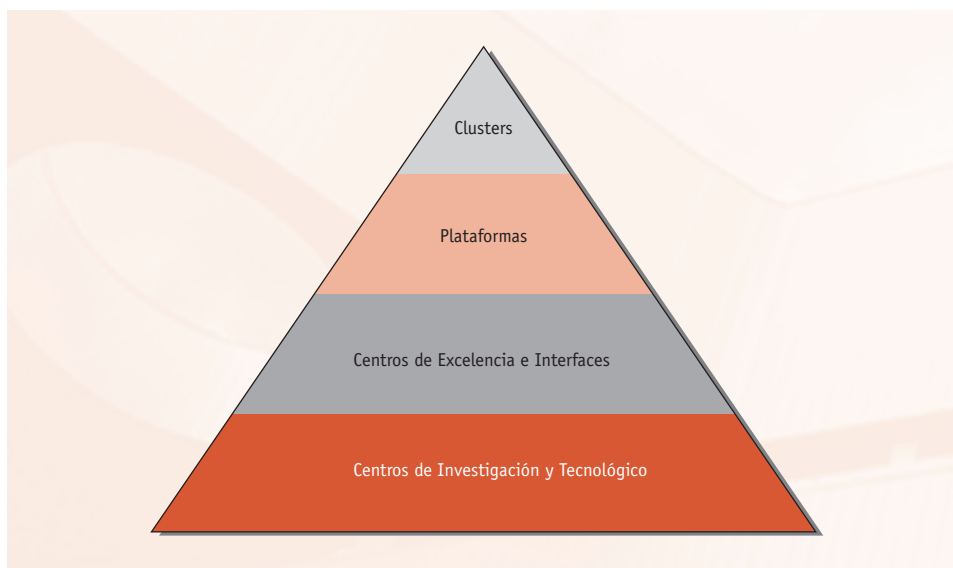 Clusters
Plataformas
Centros de Excelencia e Interfaces
Centros de Investigación y Tecnológico